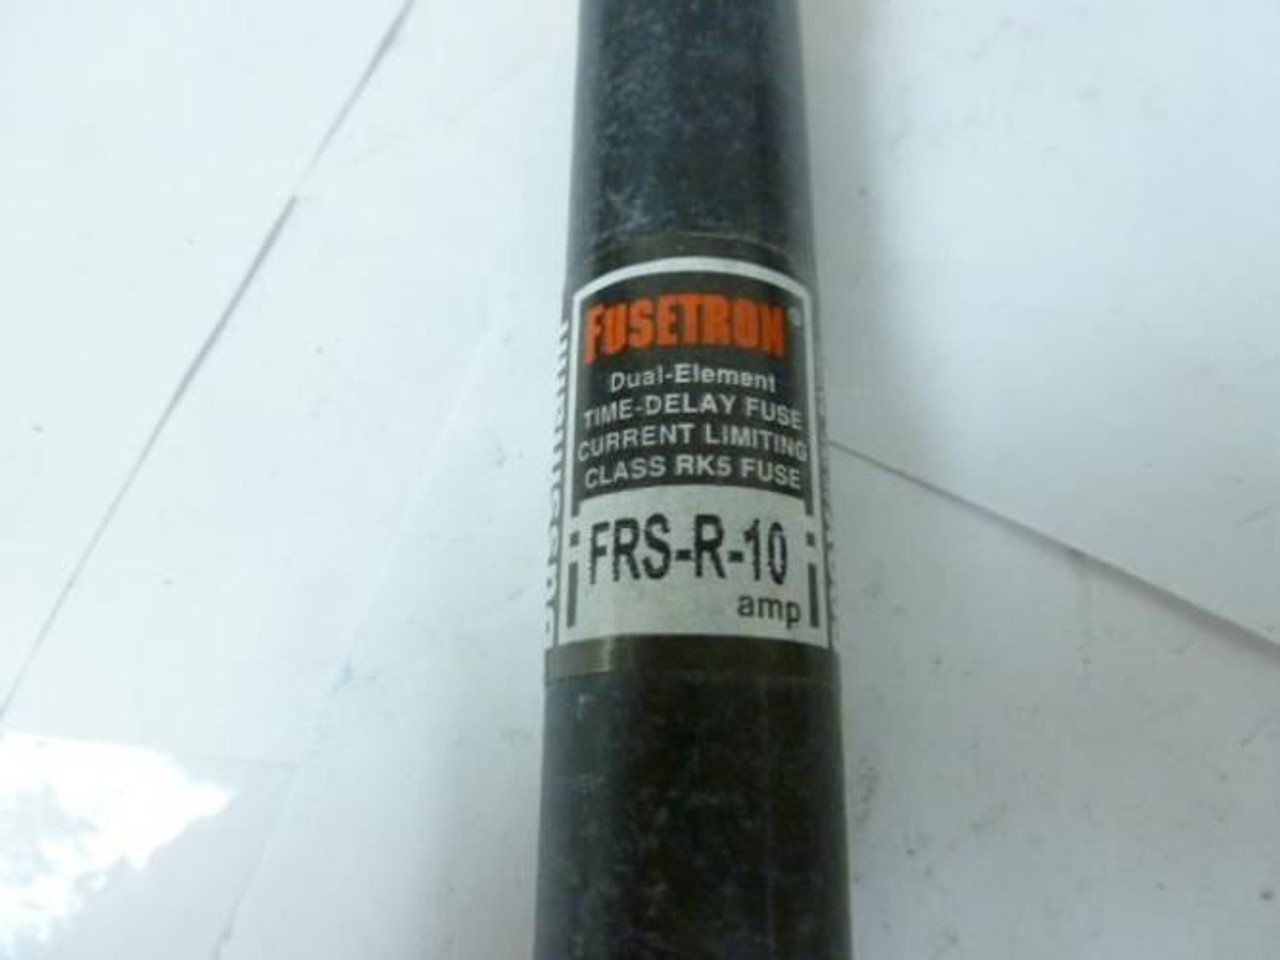 FUSETRON®
Dual-Element
TIME-DELAY FUSE
CURRENT LIMITING
CLASS RK5 FUSE
FRS-R-10
amp